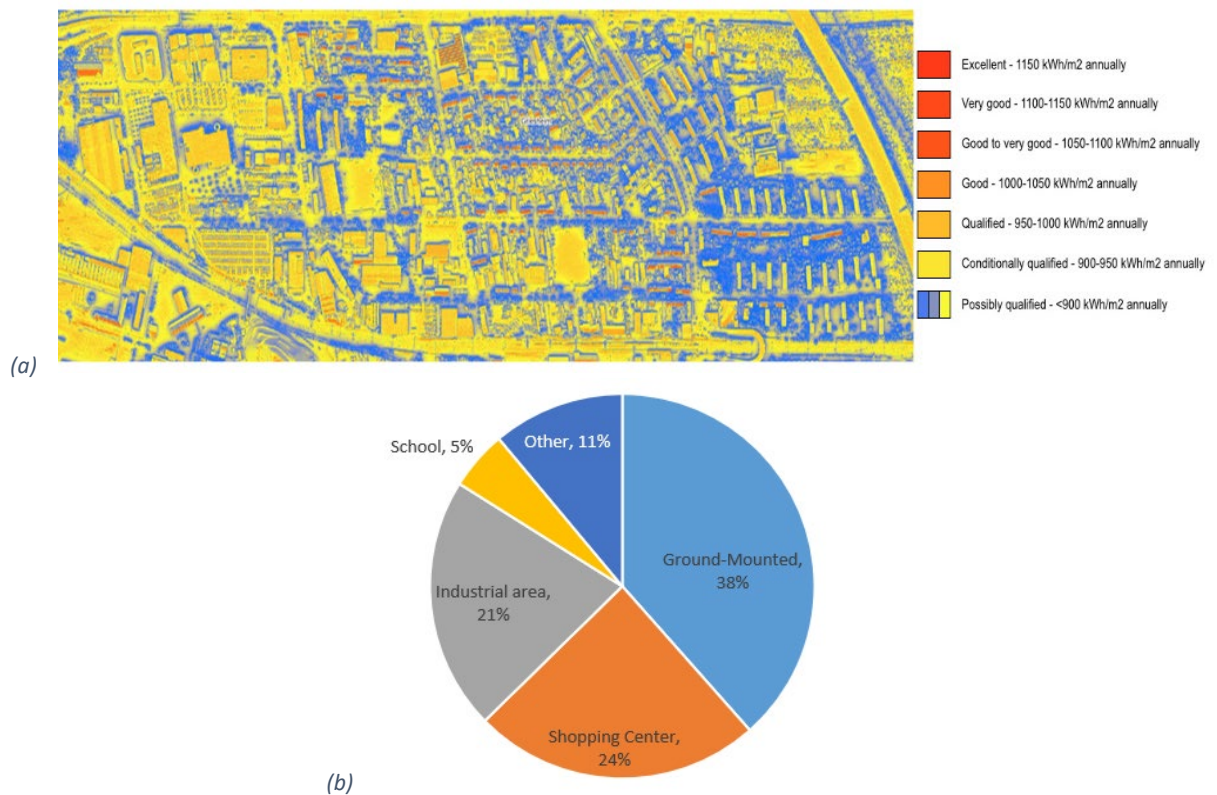 Excellent - 1150 kWh/m2 annually
Very good - 1100-1150 kWh/m2 annually
Good to very good - 1050-1100 kWh/m2 annually
Good - 1000-1050 kWh/m2 annually
Qualified - 950-1000 kWh/m2 annually
Conditionally qualified - 900-950 kWh/m2 annually
Possibly qualified - <900 kWh/m2 annually
(a)
School, 5%
Other, 11%
Ground-Mounted,
38%
Industrial area,
21%
Shopping Center,
24%
(b)